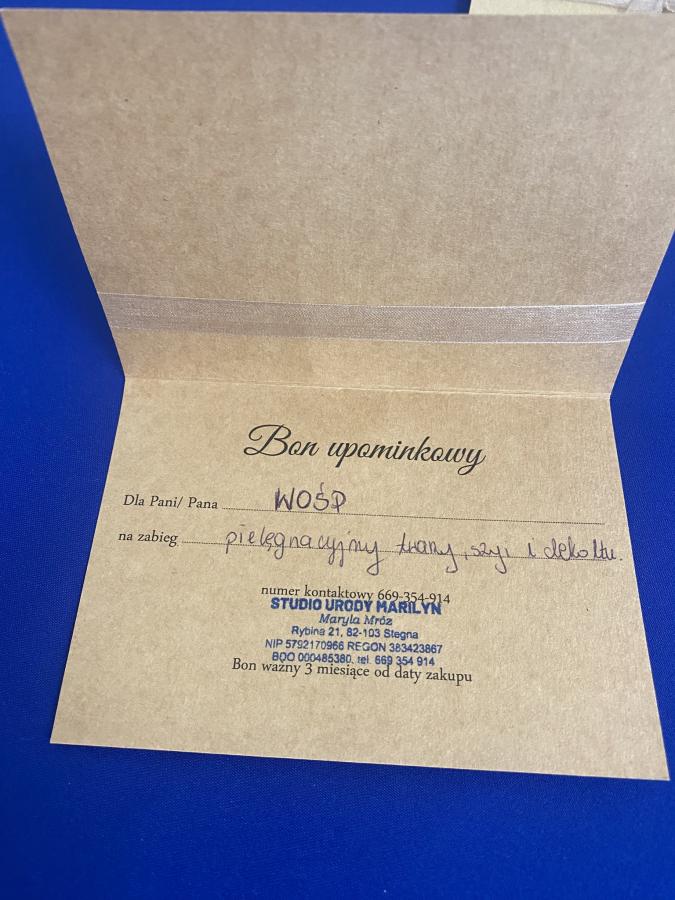 Bon upominkowy
Dla Pani/ Pana WOŚP
na zabieg pielęgnacyjny twarzy, szyi i dekoltu.
numer kontaktowy 669-354-914
STUDIO URODY MARILYN
Maryla Mróz
Rybina 21, 82-103 Stegna
NIP 5792170966 REGON 383423867
BDO 000485380, tel. 669 354 914
Bon ważny 3 miesiące od daty zakupu